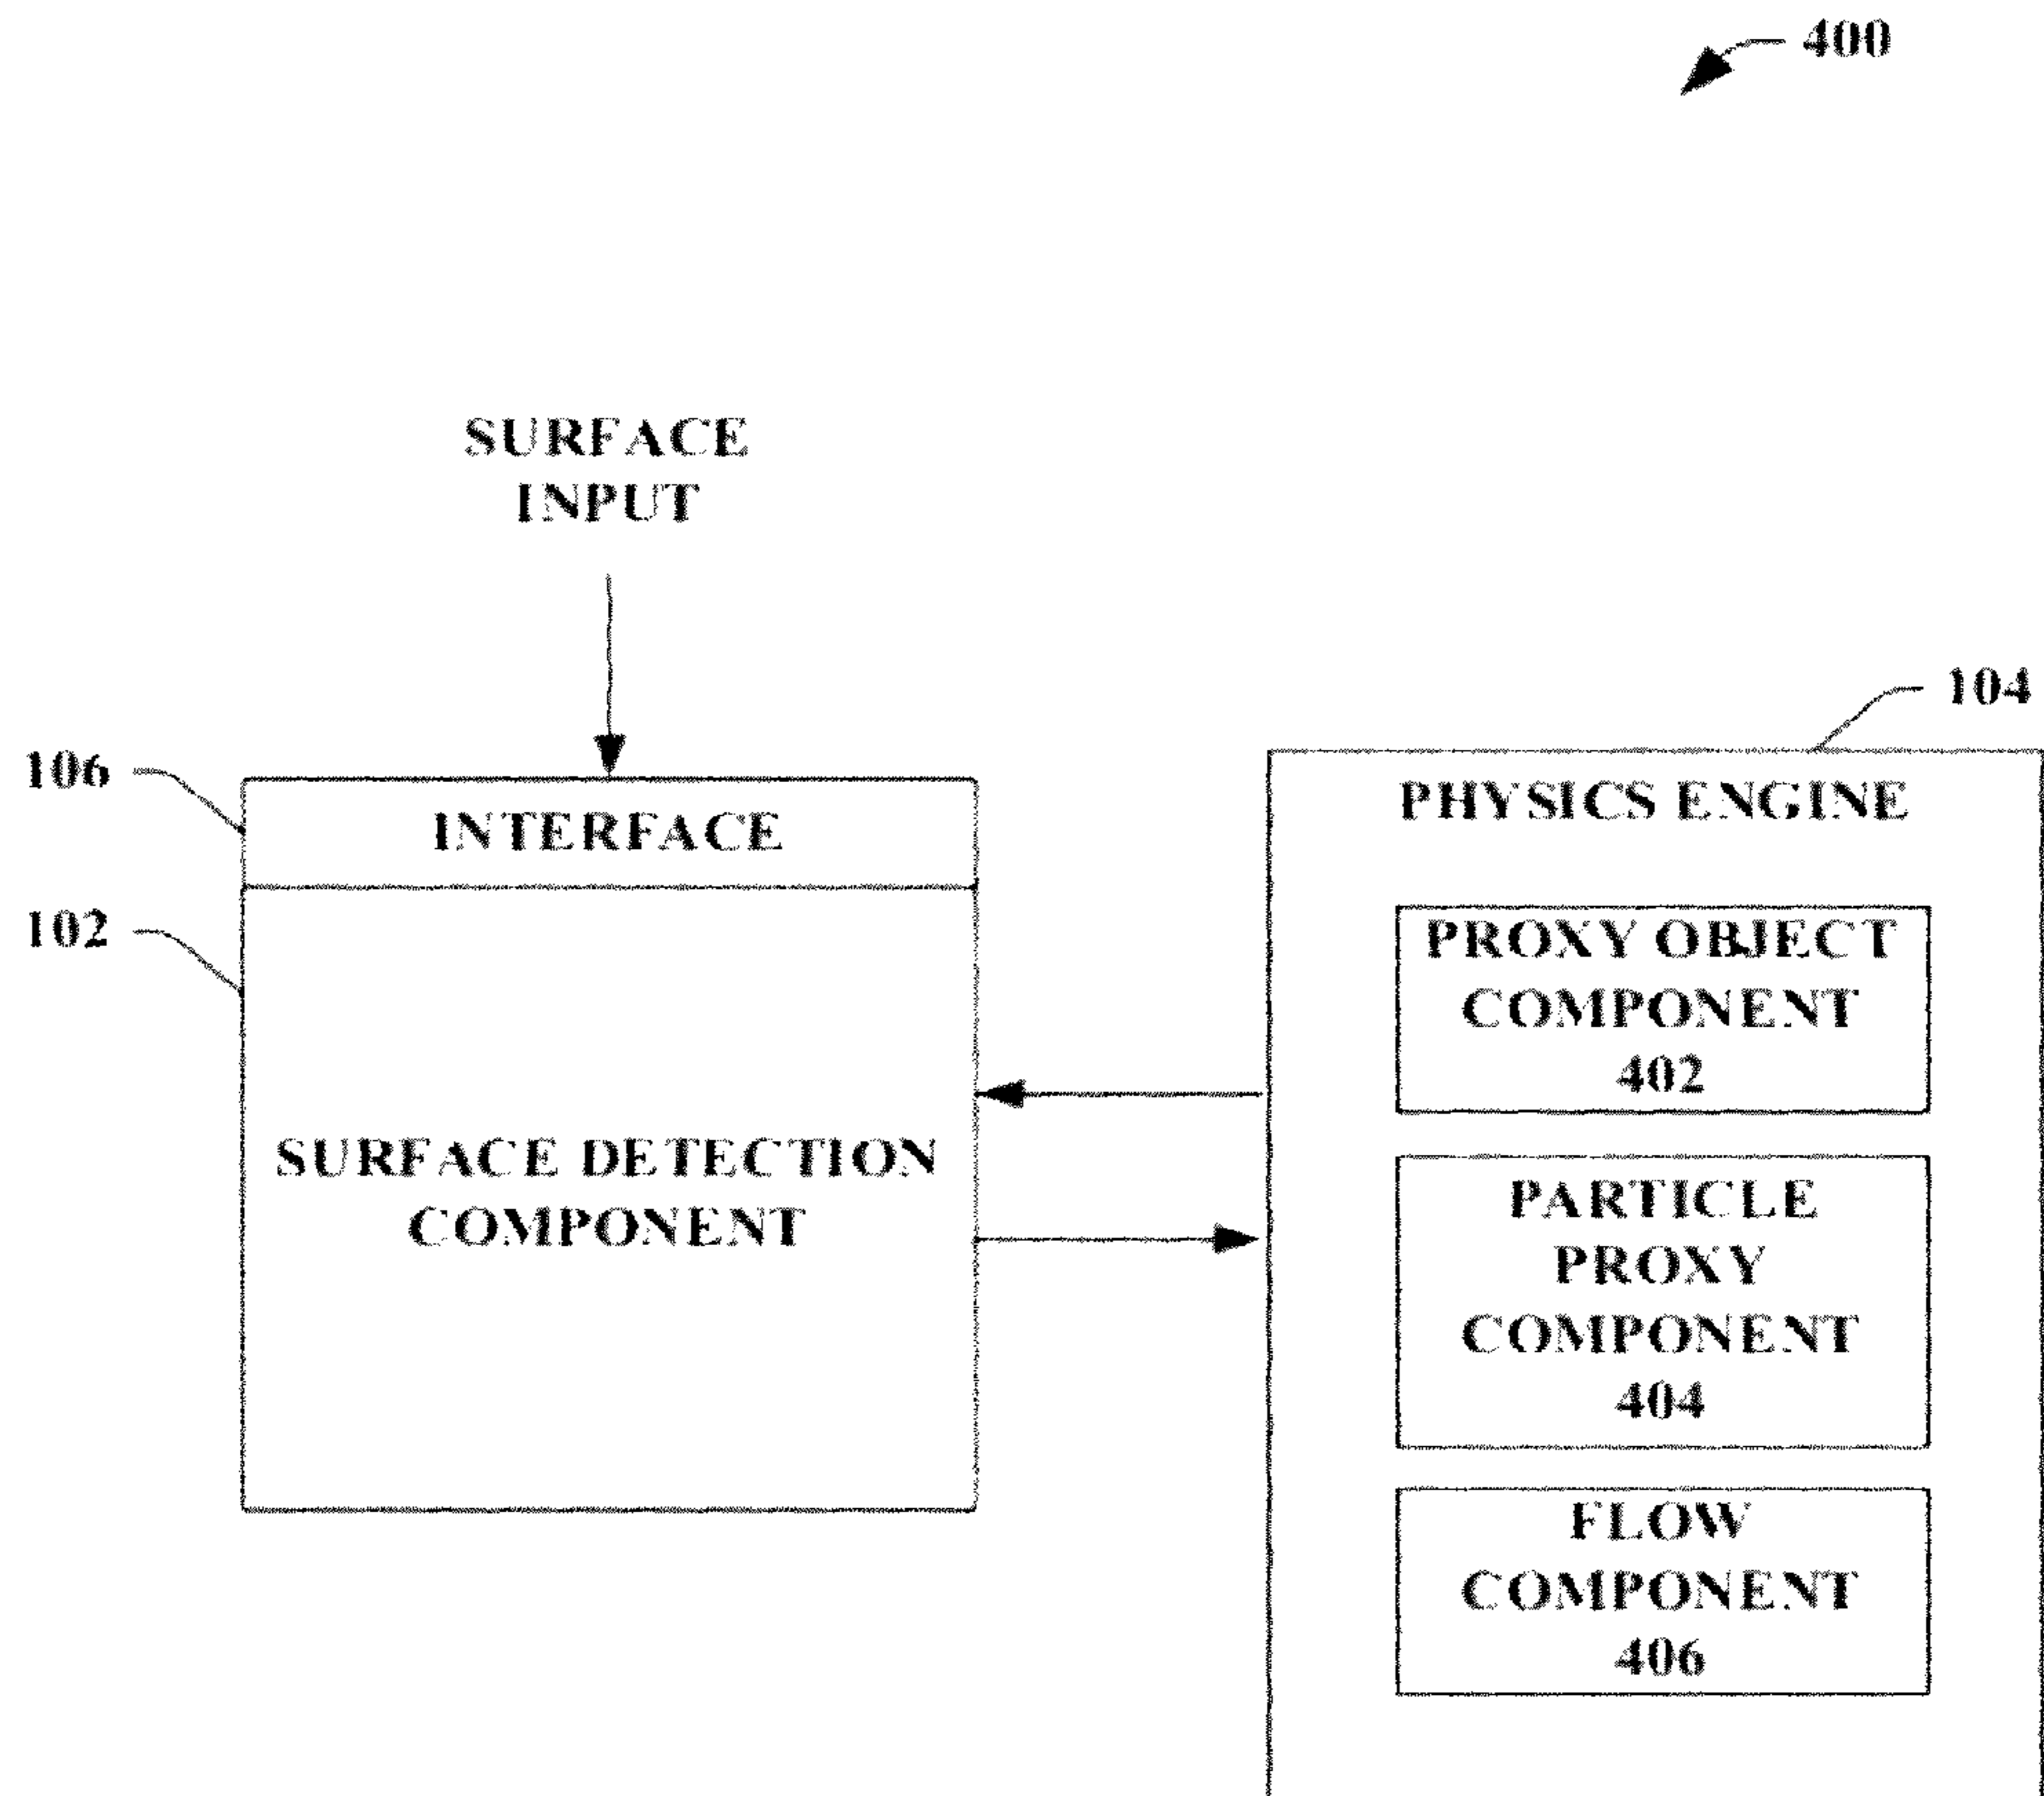 400
SURFACE
INPUT
104
106
INTERFACE
PHYSICS ENGINE
102
PROXY OBJECT
COMPONENT
402
SURFACE DETECTION
COMPONENT
PARTICLE
PROXY
COMPONENT
404
FLOW
COMPONENT
406